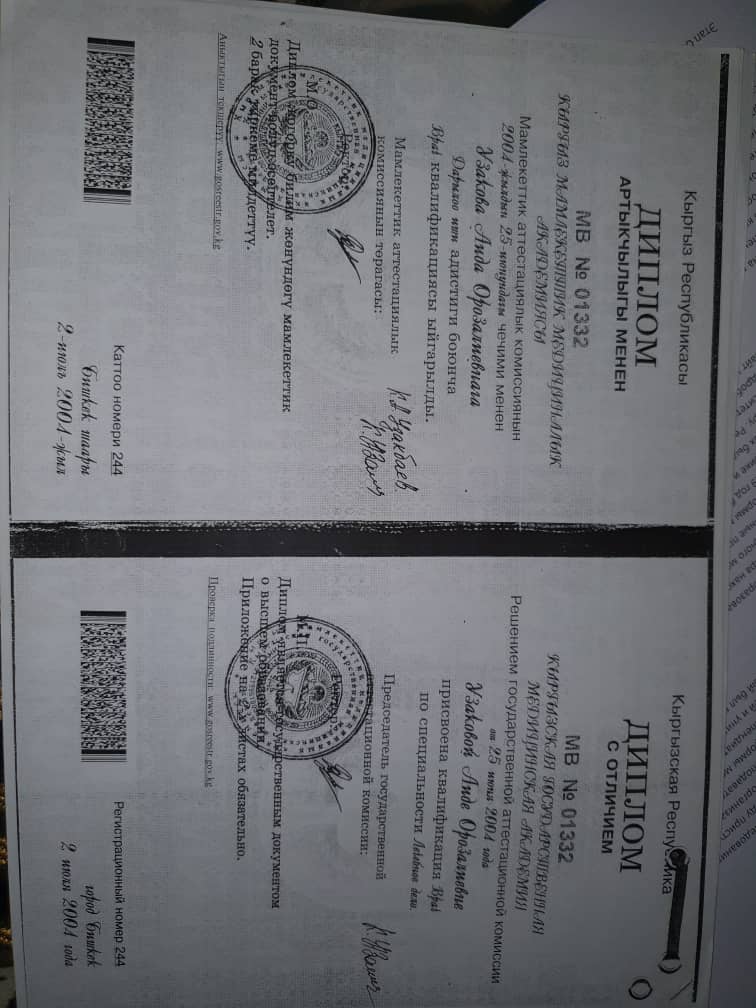 Кыргыз Республикасы
ДИПЛОМ
АРТЫКЧЫЛЫГЫ МЕНЕН
МВ № 01332
КЫРГЫЗ МАМЛЕКЕТТИК МЕДИЦИНАЛЫК
АКАДЕМИЯСЫ
Мамлекеттик аттестациялык комиссиянын
2004-жылдын 25-июнундагы чечими менен
Узакова Аида Орозалиевнага
Дарылоо иши адистиги боюнча
Врач квалификациясы ыйгарылды.
Мамлекеттик аттестациялык
комиссиянын төрагасы:
Ректор
М.О.
Диплом жогорку билим жөнүндөгү мамлекеттик
документ болуп эсептелет.
2 барак тиркеме милдеттүү.
Аныктыгын текшерүү: www.gosreestr.gov.kg
Каттоо номери 244
Бишкек шаары
2-июль 2004-жыл
Кыргызская Республика
ДИПЛОМ
С ОТЛИЧИЕМ
МВ № 01332
КЫРГЫЗСКАЯ ГОСУДАРСТВЕННАЯ
МЕДИЦИНСКАЯ АКАДЕМИЯ
Решением государственной аттестационной комиссии
от 25 июня 2004 года
Узаковой Аиде Орозалиевне
присвоена квалификация Врач
по специальности Лечебное дело.
Председатель государственной
аттестационной комиссии:
Ректор
М.П.
Диплом является государственным документом
о высшем образовании.
Приложение на 2-х листах обязательно.
Проверка подлинности: www.gosreestr.gov.kg
Регистрационный номер 244
город Бишкек
2 июля 2004 года